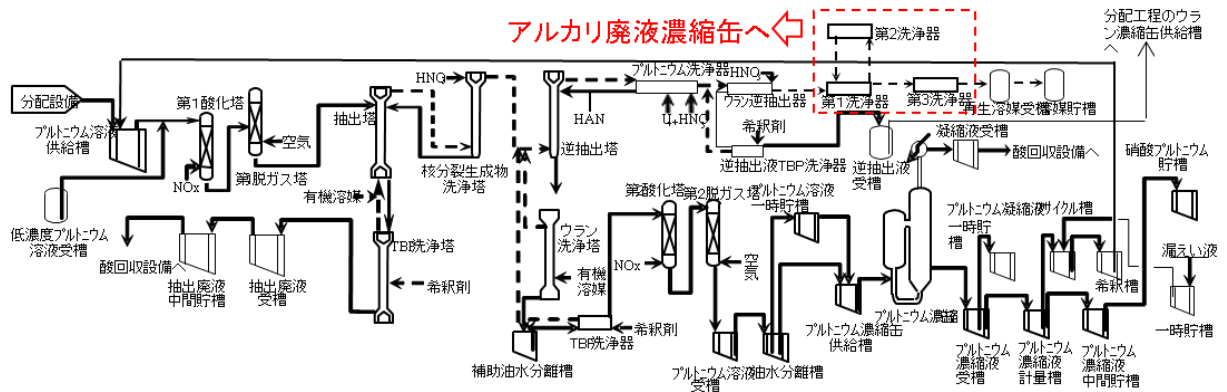 アルカリ廃液濃縮缶へ
分配工程のウラ
ン濃縮缶供給槽
へ
第2洗浄器
HNO₃
プルトニウム洗浄器
HNO₃
分配設備
第1酸化塔
抽出塔
ウラン逆抽出器
第1洗浄器
第3洗浄器
再生溶媒受槽
溶媒貯槽
プルトニウム溶液
供給槽
空気
HAN
U₊HNO₃
希釈剤
凝縮液受槽
酸回収設備へ
NOx
第1脱ガス塔
核分裂生成物
洗浄塔
逆抽出塔
逆抽出液TBP洗浄器
逆抽出液
受槽
硝酸プルトニウム
貯槽
有機溶媒
第2酸化塔
第2脱ガス塔
プルトニウム溶液
一時貯槽
低濃度プルトニウム
溶液受槽
TBP洗浄塔
ウラン
洗浄塔
プルトニウム凝縮液
一時貯
槽
リサイクル槽
漏えい液
酸回収設備へ
NOx
空気
有機
溶媒
抽出廃液
中間貯槽
抽出廃液
受槽
希釈剤
希釈槽
希釈剤
プルトニウム濃縮缶
供給槽
プルトニウム濃縮缶
一時貯槽
補助油水分離槽
TBP洗浄器
プルトニウム溶液
受槽
油水分離槽
プルトニウム
濃縮液
受槽
プルトニウム
濃縮液
計量槽
プルトニウム
濃縮液
中間貯槽